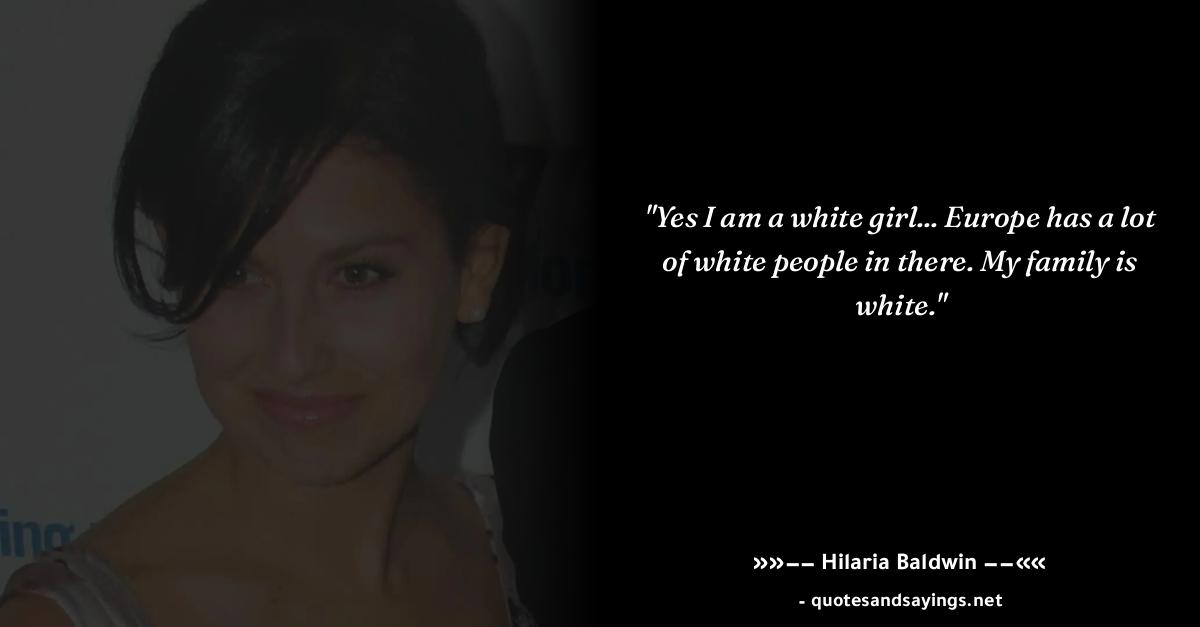 "Yes I am a white girl... Europe has a lot
of white people in there. My family is
white."
ing
»»–– Hilaria Baldwin ––««
- quotesandsayings.net